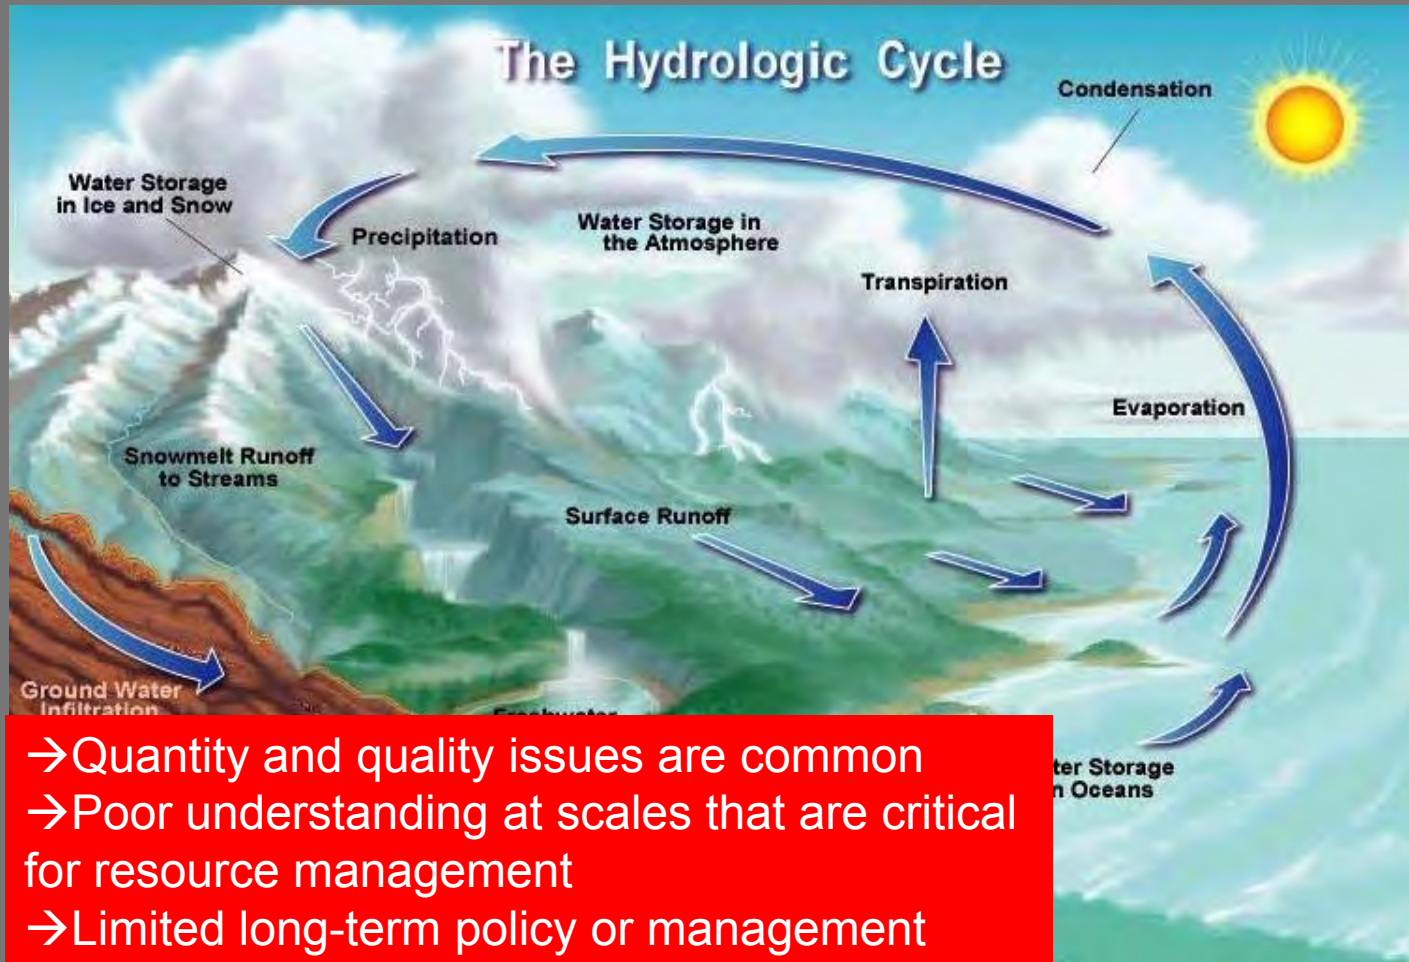 The Hydrologic Cycle
Condensation
Water Storage
in Ice and Snow
Precipitation
Water Storage in
the Atmosphere
Transpiration
Evaporation
Snowmelt Runoff
to Streams
Surface Runoff
Ground Water
Infiltration
Freshwater
ter Storage
n Oceans
→Quantity and quality issues are common
→Poor understanding at scales that are critical
for resource management
→Limited long-term policy or management